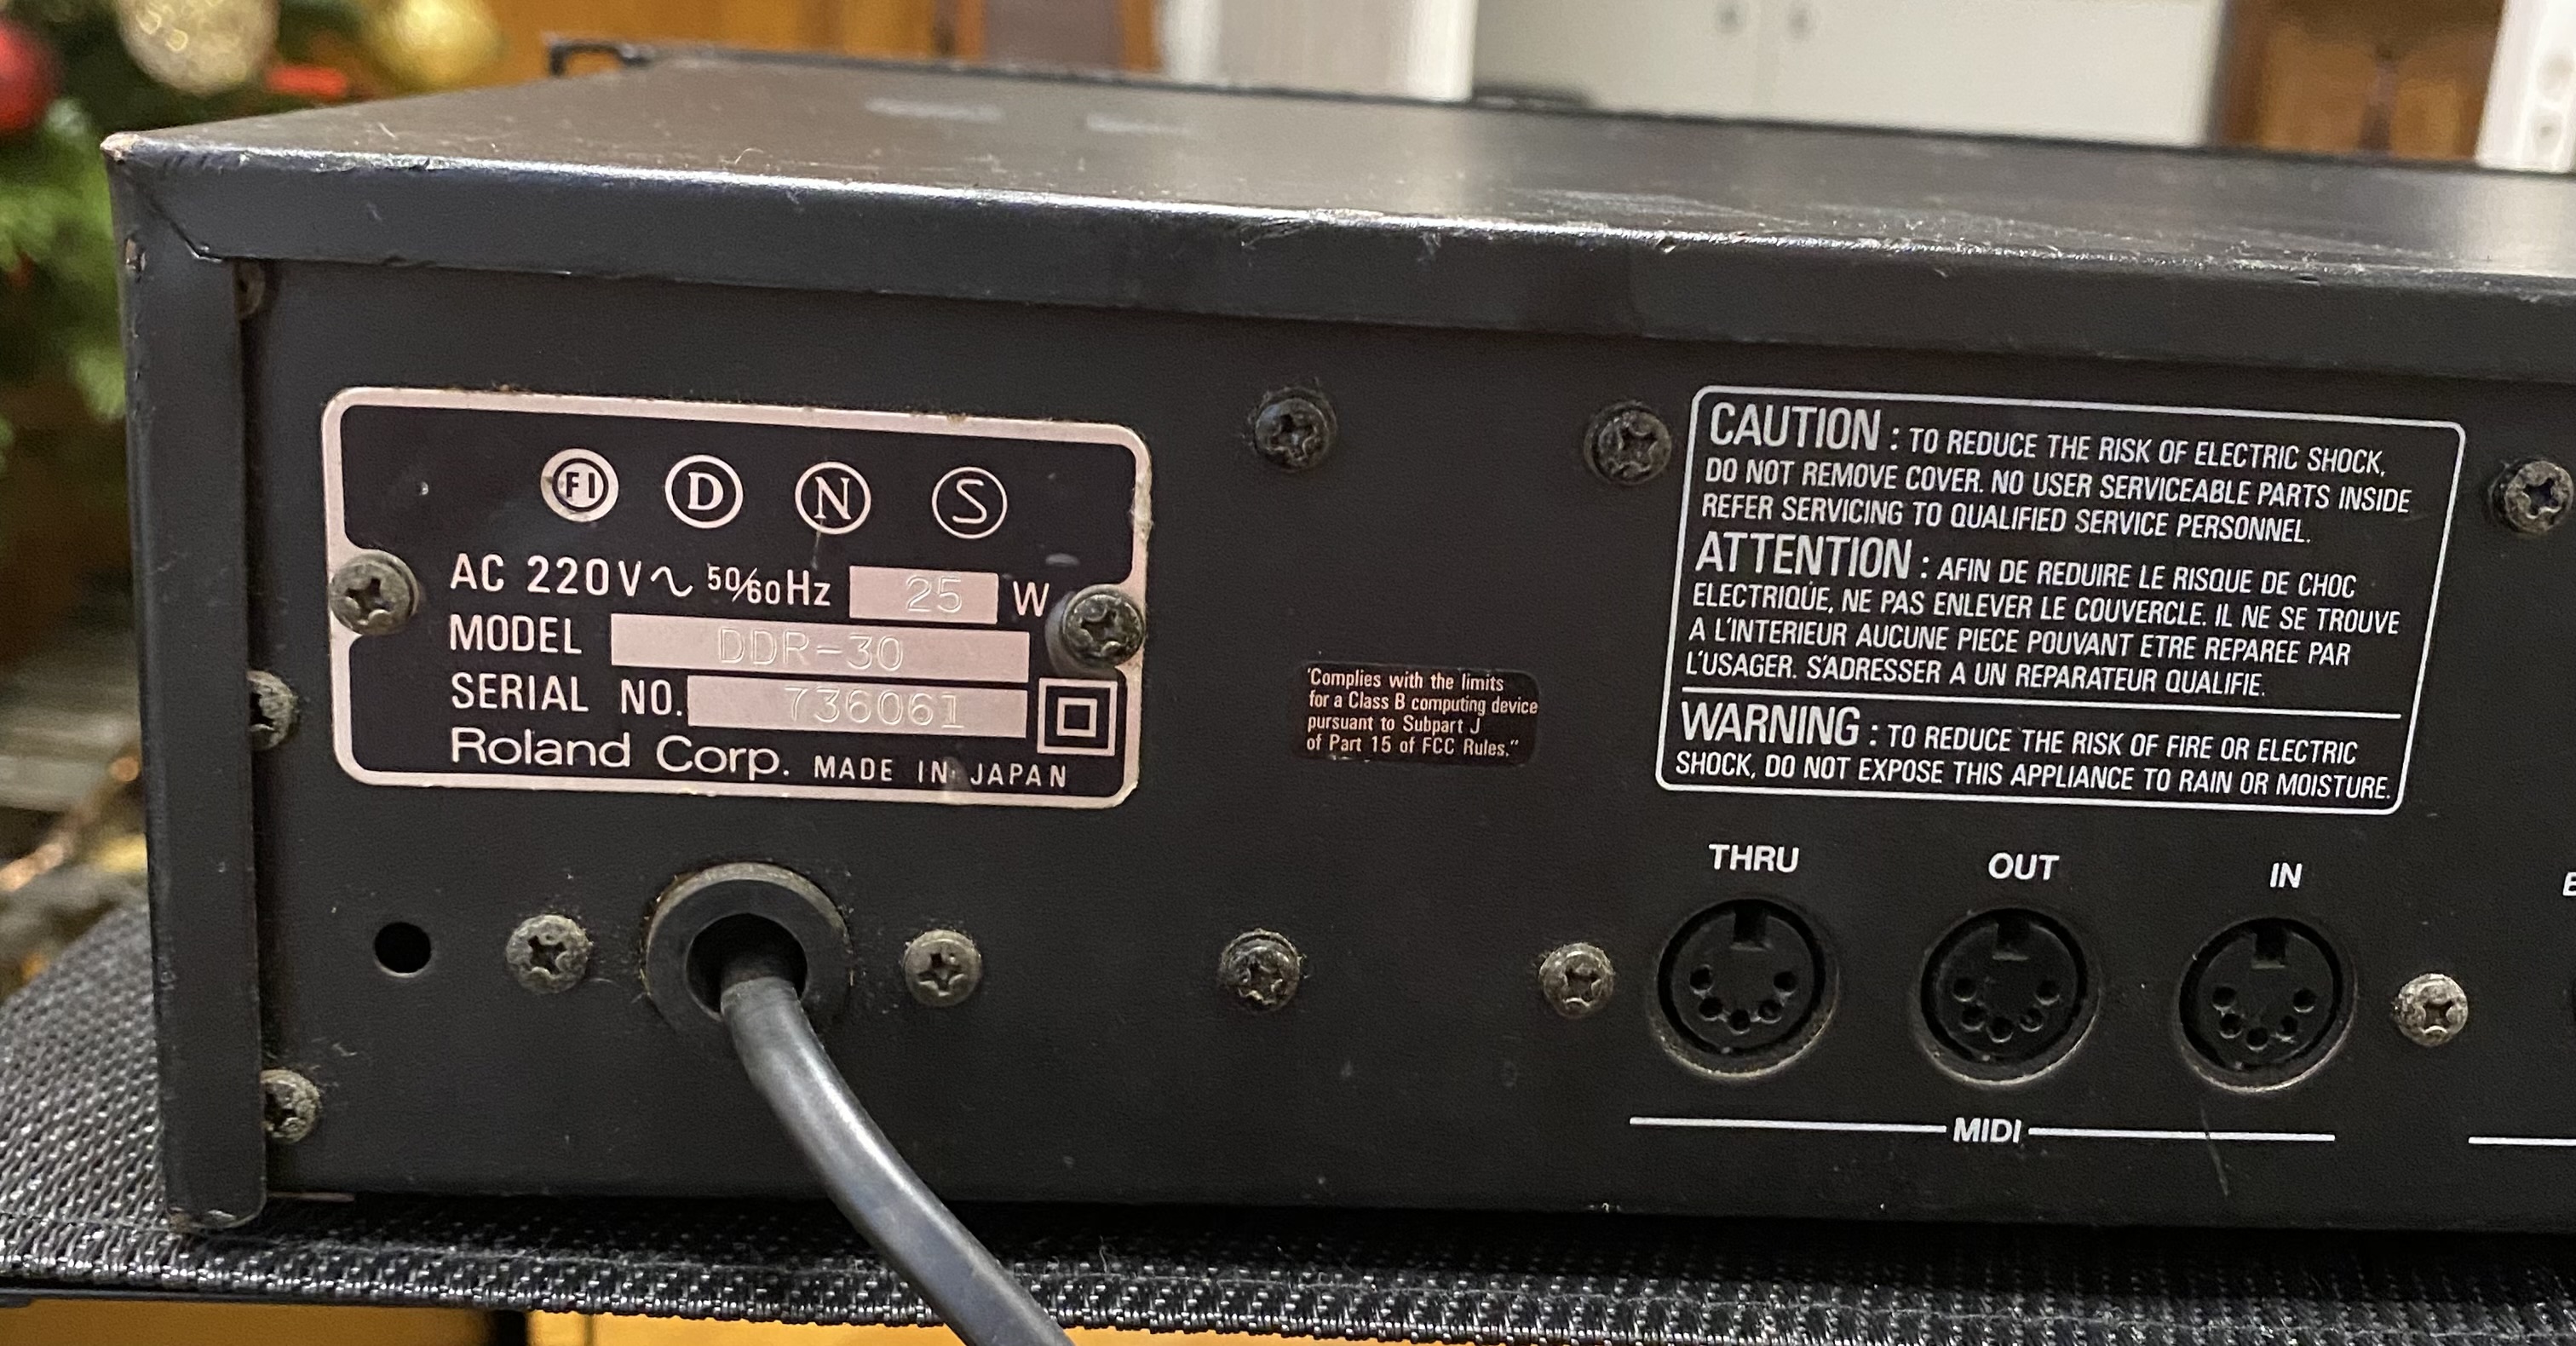 FI D N S
AC 220V~ 50/60Hz 25 W
MODEL DDR-30
SERIAL NO. 736061
Roland Corp. MADE IN JAPAN
'Complies with the limits
for a Class B computing device
pursuant to Subpart J
of Part 15 of FCC Rules."
CAUTION : TO REDUCE THE RISK OF ELECTRIC SHOCK,
DO NOT REMOVE COVER. NO USER SERVICEABLE PARTS INSIDE
REFER SERVICING TO QUALIFIED SERVICE PERSONNEL.
ATTENTION : AFIN DE REDUIRE LE RISQUE DE CHOC
ELECTRIQUE, NE PAS ENLEVER LE COUVERCLE. IL NE SE TROUVE
A L'INTERIEUR AUCUNE PIECE POUVANT ETRE REPAREE PAR
L'USAGER. S'ADRESSER A UN REPARATEUR QUALIFIE.
WARNING : TO REDUCE THE RISK OF FIRE OR ELECTRIC
SHOCK, DO NOT EXPOSE THIS APPLIANCE TO RAIN OR MOISTURE.
THRU OUT IN
MIDI